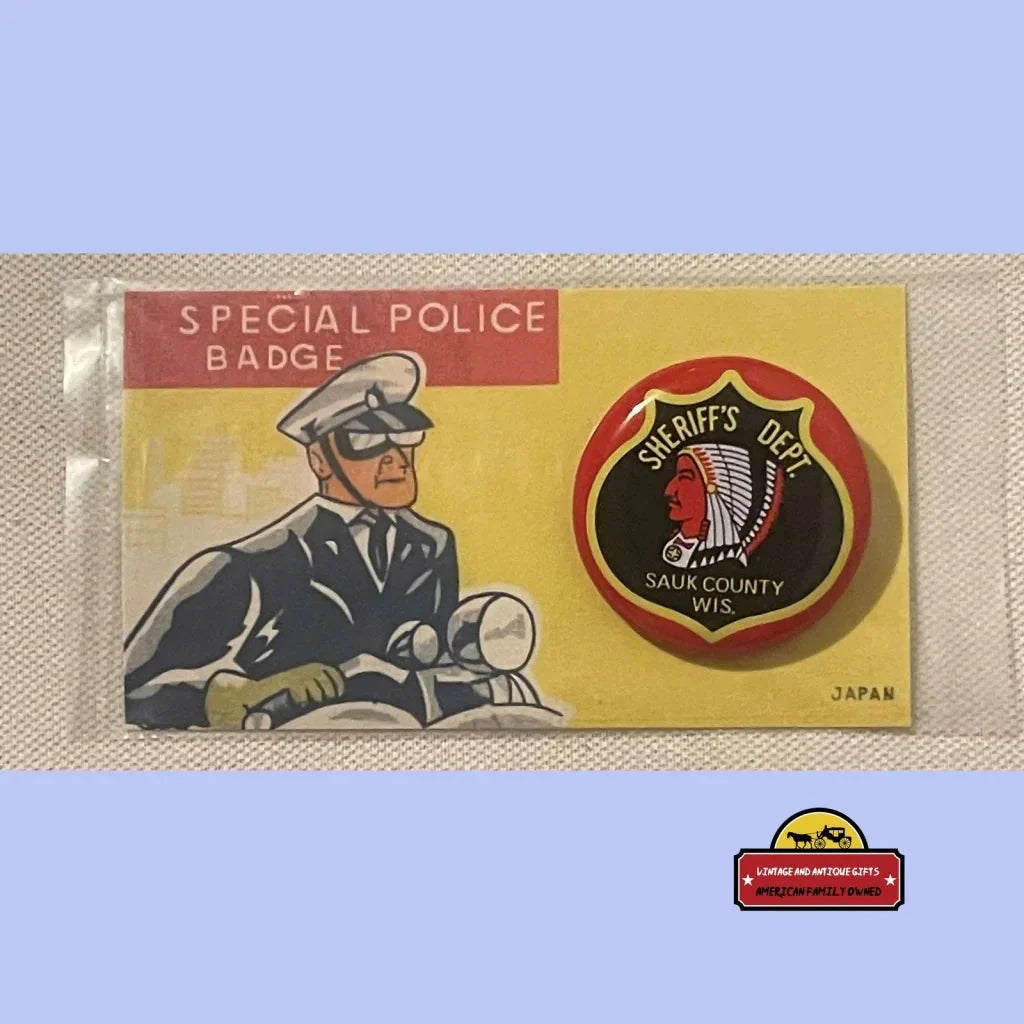 SPECIAL POLICE
BADGE
SHERIFF'S DEPT.
SAUK COUNTY
WIS.
JAPAN
VINTAGE AND ANTIQUE GIFTS
AMERICAN FAMILY OWNED